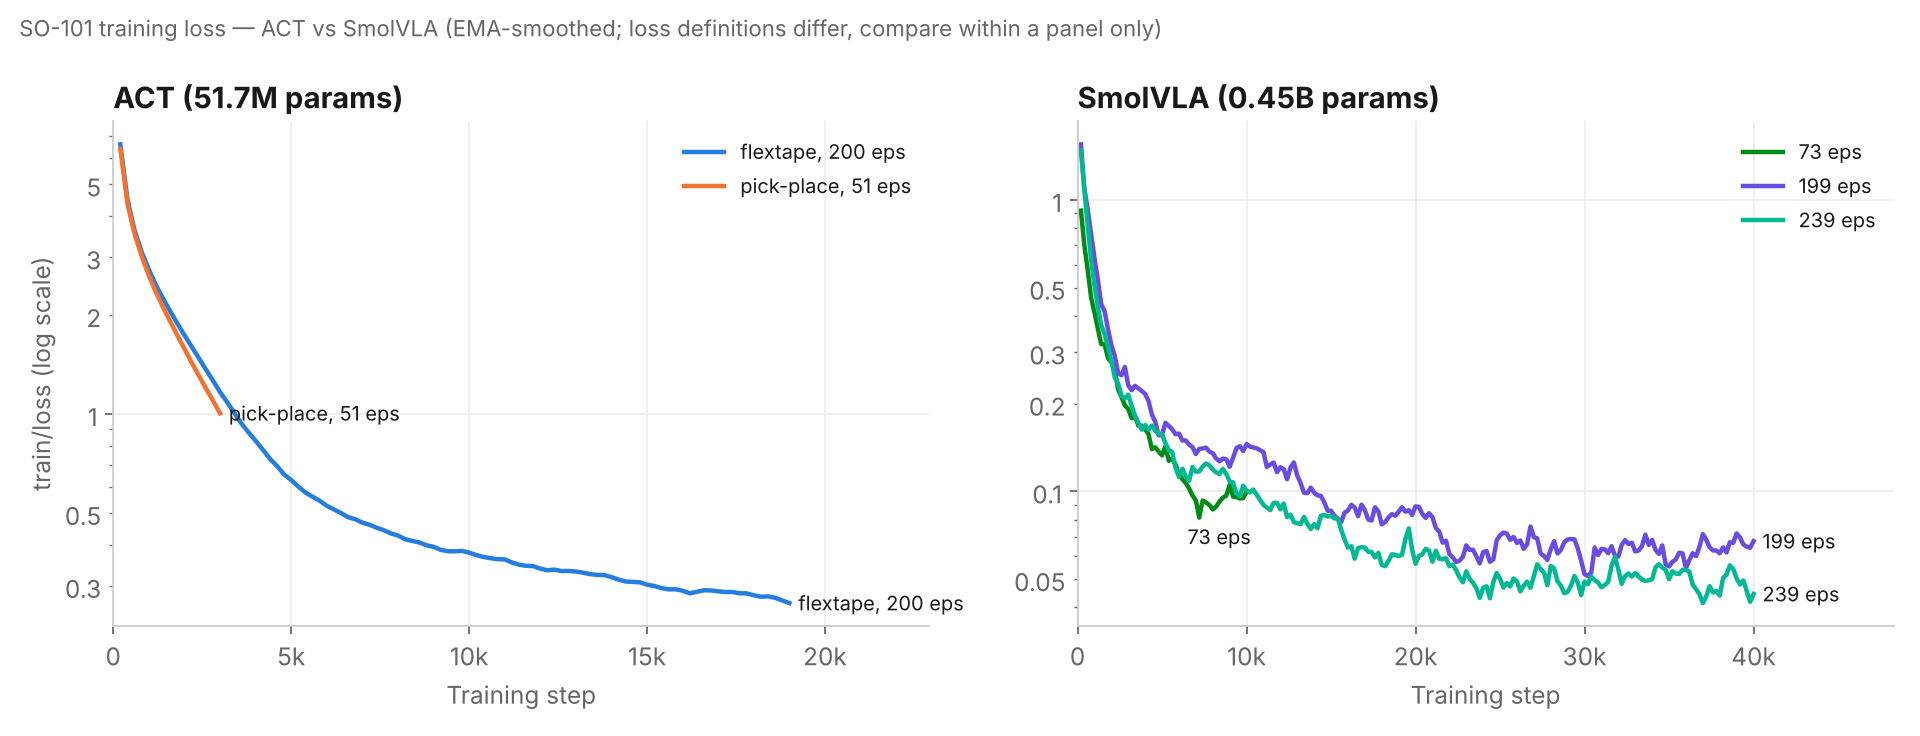 SO-101 training loss — ACT vs SmolVLA (EMA-smoothed; loss definitions differ, compare within a panel only)
ACT (51.7M params)
flextape, 200 eps
pick-place, 51 eps
train/loss (log scale)
5
3
2
1
0.5
0.3
pick-place, 51 eps
flextape, 200 eps
0
5k
10k
15k
20k
Training step
SmolVLA (0.45B params)
73 eps
199 eps
239 eps
1
0.5
0.3
0.2
0.1
0.05
73 eps
199 eps
239 eps
0
10k
20k
30k
40k
Training step